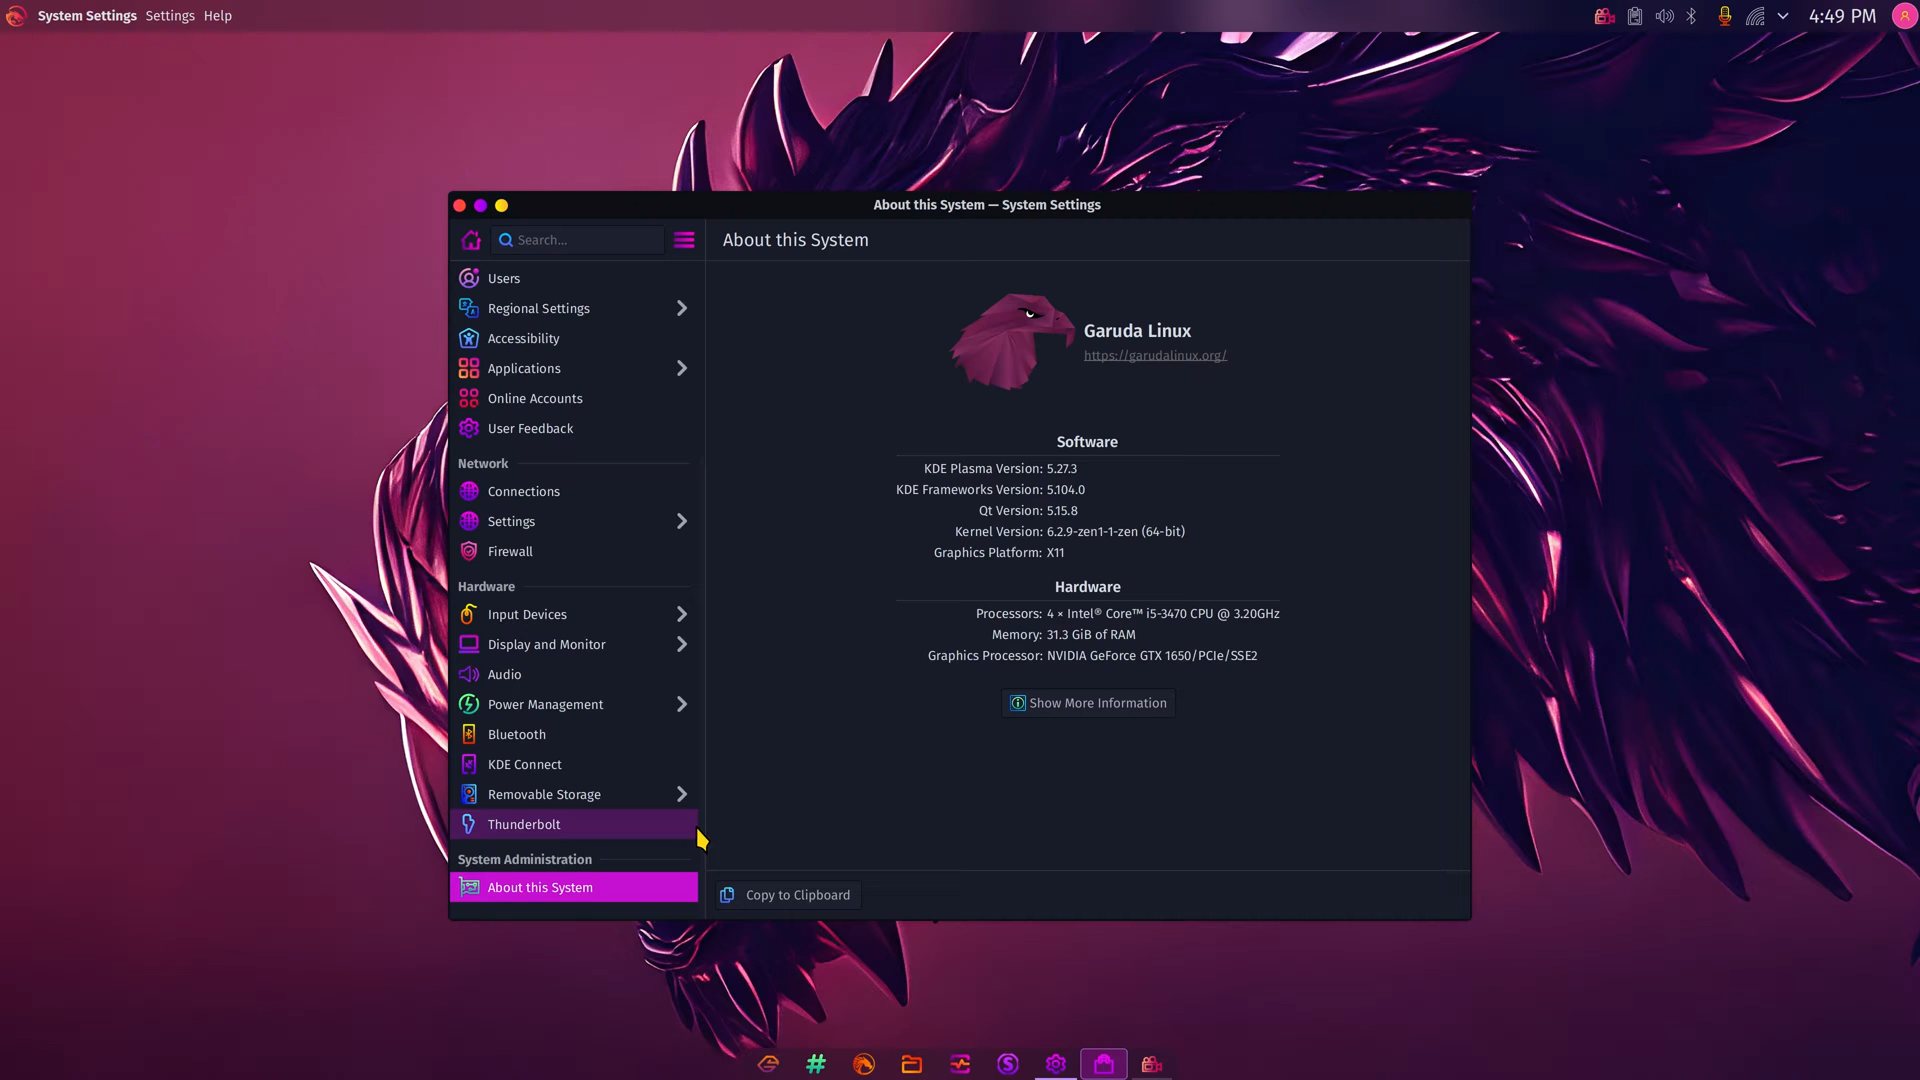 System Settings Settings Help
4:49 PM
About this System — System Settings
Search...
About this System
Users
Regional Settings
Accessibility
Applications
Online Accounts
User Feedback
Network
Connections
Settings
Firewall
Hardware
Input Devices
Display and Monitor
Audio
Power Management
Bluetooth
KDE Connect
Removable Storage
Thunderbolt
System Administration
About this System
Garuda Linux
https://garudalinux.org/
Software
KDE Plasma Version: 5.27.3
KDE Frameworks Version: 5.104.0
Qt Version: 5.15.8
Kernel Version: 6.2.9-zen1-1-zen (64-bit)
Graphics Platform: X11
Hardware
Processors: 4 × Intel® Core™ i5-3470 CPU @ 3.20GHz
Memory: 31.3 GiB of RAM
Graphics Processor: NVIDIA GeForce GTX 1650/PCIe/SSE2
Show More Information
Copy to Clipboard